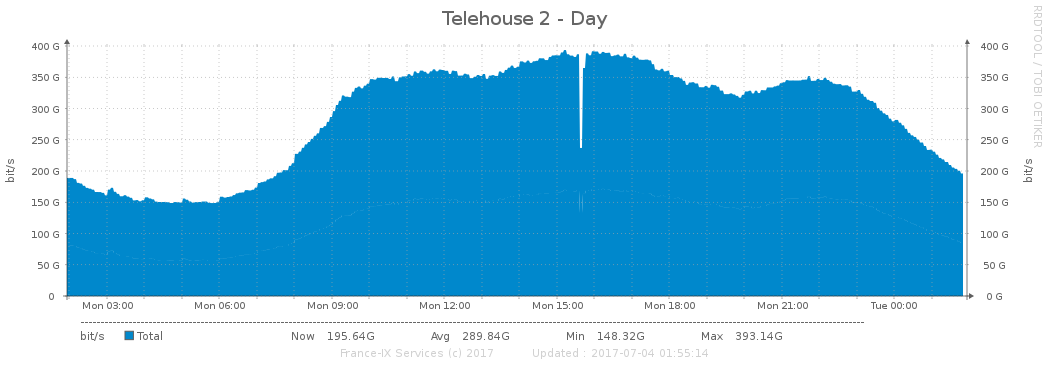 Telehouse 2 - Day
RRDTOOL / TOBI OETIKER
bit/s
400 G 400 G
350 G 350 G
300 G 300 G
250 G 250 G
200 G 200 G
150 G 150 G
100 G 100 G
50 G 50 G
0 0 G
bit/s
Mon 03:00 Mon 06:00 Mon 09:00 Mon 12:00 Mon 15:00 Mon 18:00 Mon 21:00 Tue 00:00
bit/s Total Now 195.64G Avg 289.84G Min 148.32G Max 393.14G
France-IX Services (c) 2017 Updated : 2017-07-04 01:55:14